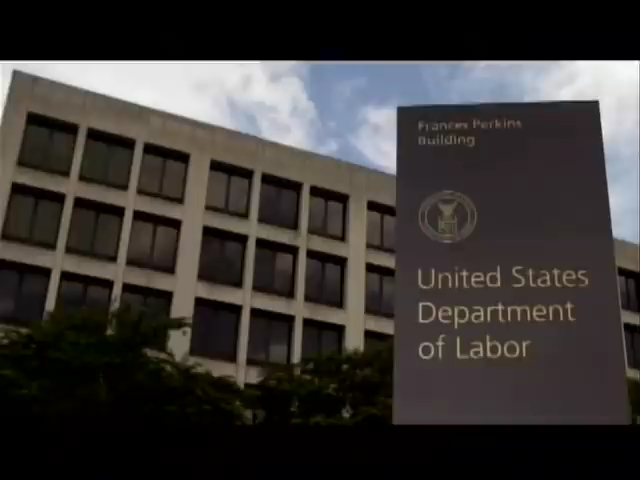 Frances Perkins
Building
United States
Department
of Labor